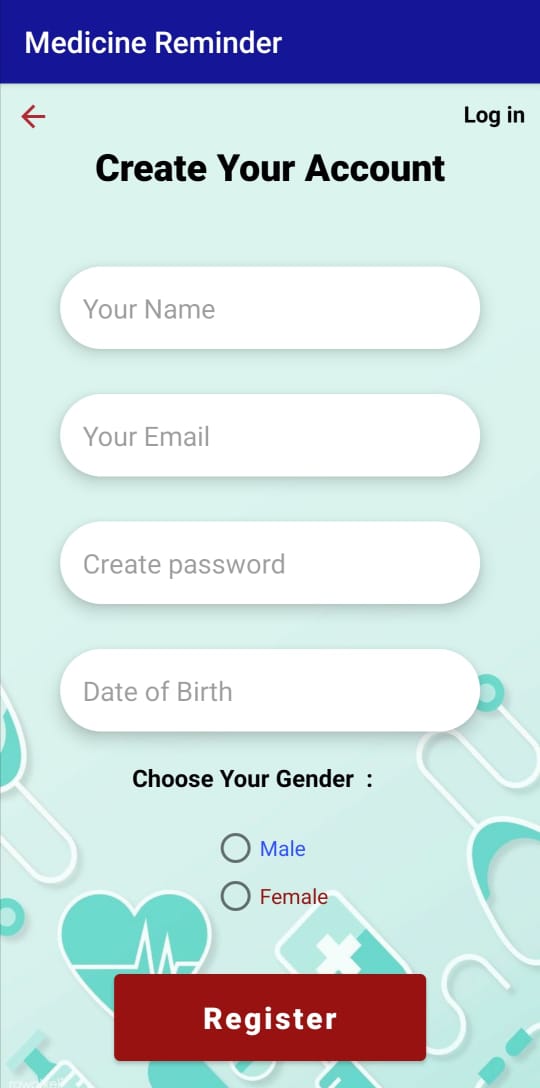 Medicine Reminder
Log in
Create Your Account
Your Name
Your Email
Create password
Date of Birth
Choose Your Gender :
Male
Female
Register
rawpixel